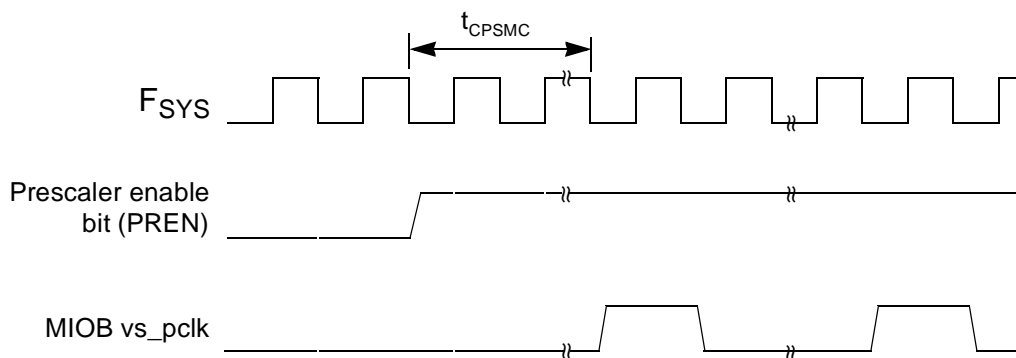 tCPSMC
FSYS
Prescaler enable
bit (PREN)
MIOB vs_pclk